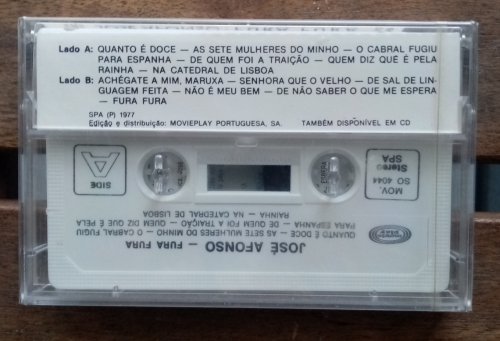 JOSÉ AFONSO FURA FURA
Lado A: QUANTO É DOCE — AS SETE MULHERES DO MINHO — O CABRAL FUGIU
PARA ESPANHA — DE QUEM FOI A TRAIÇÃO — QUEM DIZ QUE É PELA
RAINHA — NA CATEDRAL DE LISBOA
Lado B: ACHÉGATE A MIM, MARUXA — SENHORA QUE O VELHO — DE SAL DE LIN-
GUAGEM FEITA — NÃO É MEU BEM — DE NÃO SABER O QUE ME ESPERA
— FURA FURA
SPA (P) 1977
Edição e distribuição: MOVIEPLAY PORTUGUESA, SA. TAMBÉM DISPONÍVEL EM CD
JOSÉ AFONSO - FURA FURA
QUANTO É DOCE — AS SETE MULHERES DO MINHO — O CABRAL FUGIU
PARA ESPANHA — DE QUEM FOI A TRAIÇÃO — QUEM DIZ QUE É PELA
RAINHA — NA CATEDRAL DE LISBOA
MOV.
SO 4044
Stereo
SPA
A
SIDE